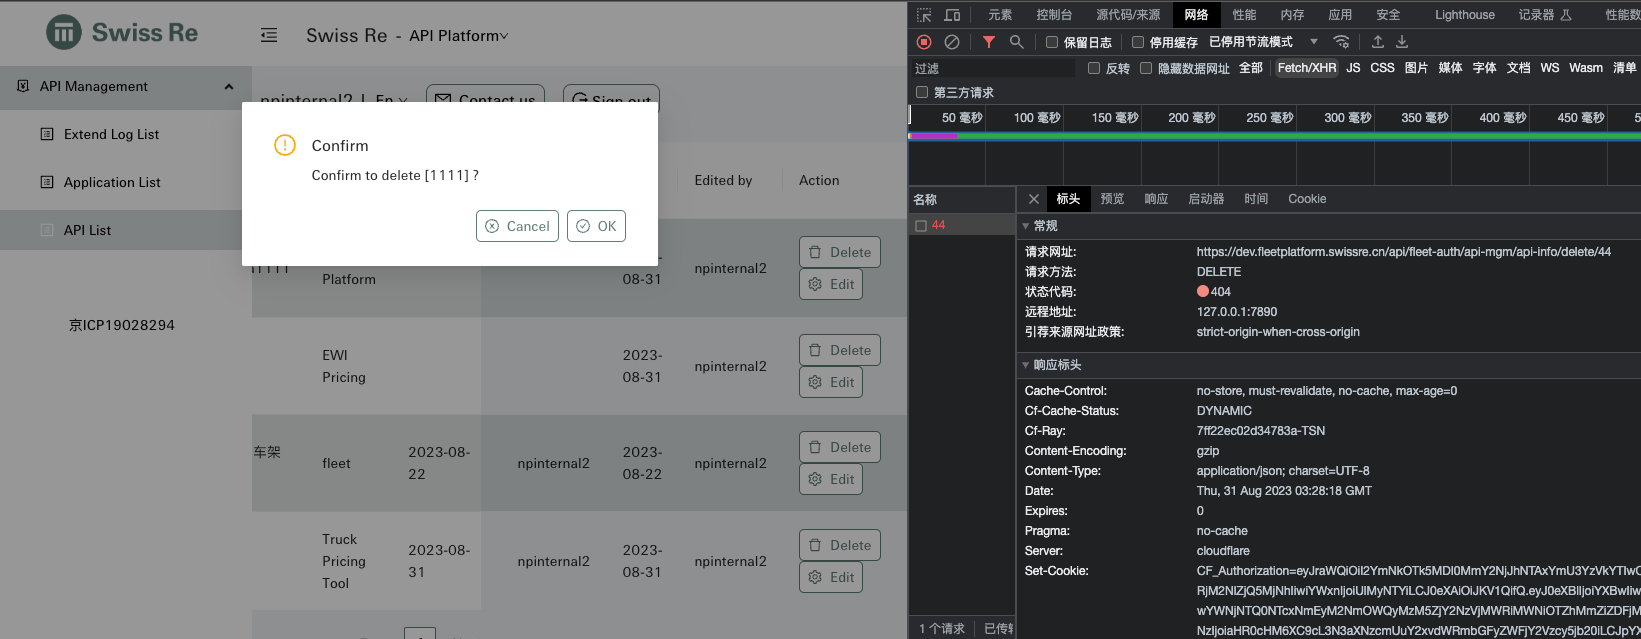 Swiss Re
Swiss Re - API Platform
API Management
Extend Log List
Application List
API List
京ICP19028294
npinternal2 | En
Contact us
Sign out
Confirm
Confirm to delete [1111] ?
Cancel
OK
Edited by
Action
11111
Platform
08-31
npinternal2
Delete
Edit
EWI
Pricing
2023-
08-31
npinternal2
Delete
Edit
车架
fleet
2023-08-
22
npinternal2
2023-
08-22
npinternal2
Delete
Edit
Truck
Pricing
Tool
2023-08-
31
npinternal2
2023-
08-31
npinternal2
Delete
Edit
元素 控制台 源代码/来源 网络 性能 内存 应用 安全 Lighthouse 记录器 性能数
保留日志 停用缓存 已停用节流模式
过滤 反转 隐藏数据网址 全部 Fetch/XHR JS CSS 图片 媒体 字体 文档 WS Wasm 清单
第三方请求
50 毫秒 100 毫秒 150 毫秒 200 毫秒 250 毫秒 300 毫秒 350 毫秒 400 毫秒 450 毫秒 5
名称
44
标头 预览 响应 启动器 时间 Cookie
常规
请求网址: https://dev.fleetplatform.swissre.cn/api/fleet-auth/api-mgm/api-info/delete/44
请求方法: DELETE
状态代码: 404
远程地址: 127.0.0.1:7890
引荐来源网址政策: strict-origin-when-cross-origin
响应标头
Cache-Control: no-store, must-revalidate, no-cache, max-age=0
Cf-Cache-Status: DYNAMIC
Cf-Ray: 7ff22ec02d34783a-TSN
Content-Encoding: gzip
Content-Type: application/json; charset=UTF-8
Date: Thu, 31 Aug 2023 03:28:18 GMT
Expires: 0
Pragma: no-cache
Server: cloudflare
Set-Cookie:
1 个请求 已传输